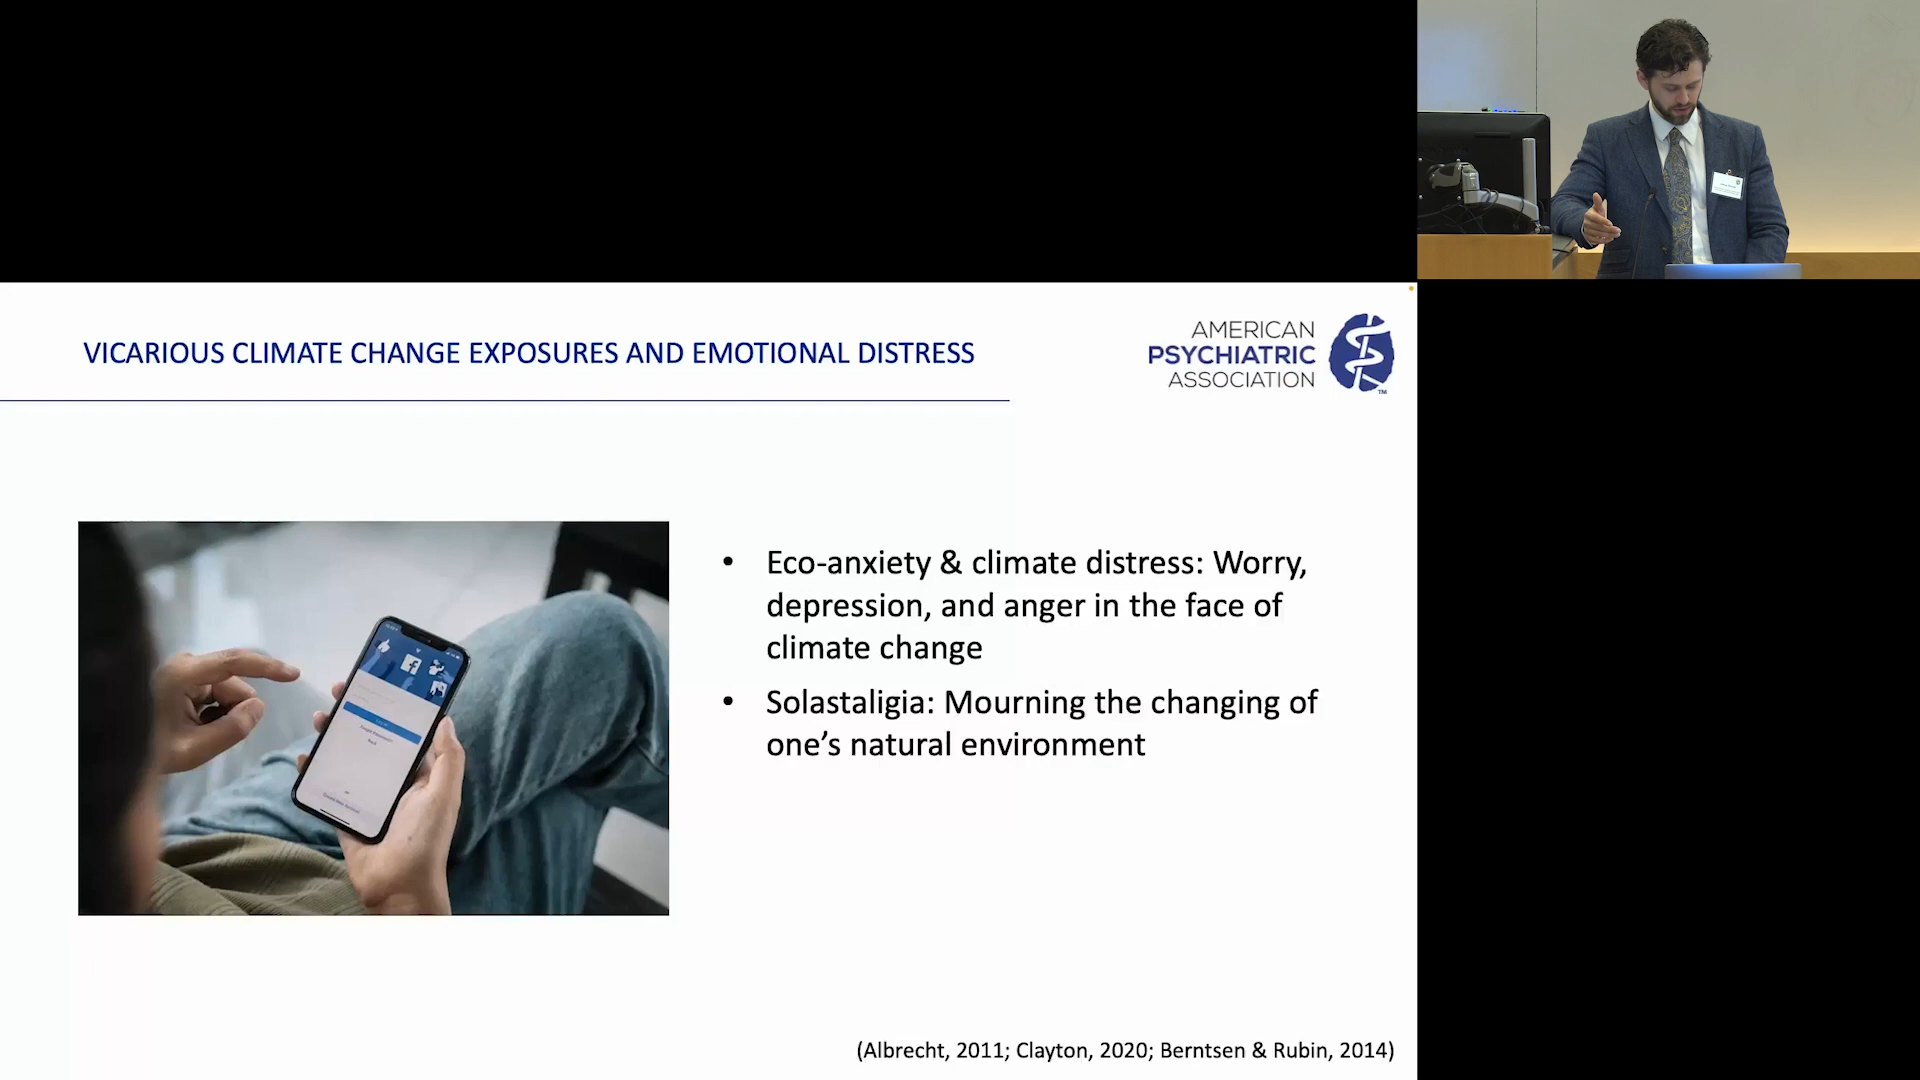 VICARIOUS CLIMATE CHANGE EXPOSURES AND EMOTIONAL DISTRESS
AMERICAN
PSYCHIATRIC
ASSOCIATION
TM
• Eco-anxiety & climate distress: Worry,
depression, and anger in the face of
climate change
• Solastaligia: Mourning the changing of
one’s natural environment
(Albrecht, 2011; Clayton, 2020; Berntsen & Rubin, 2014)